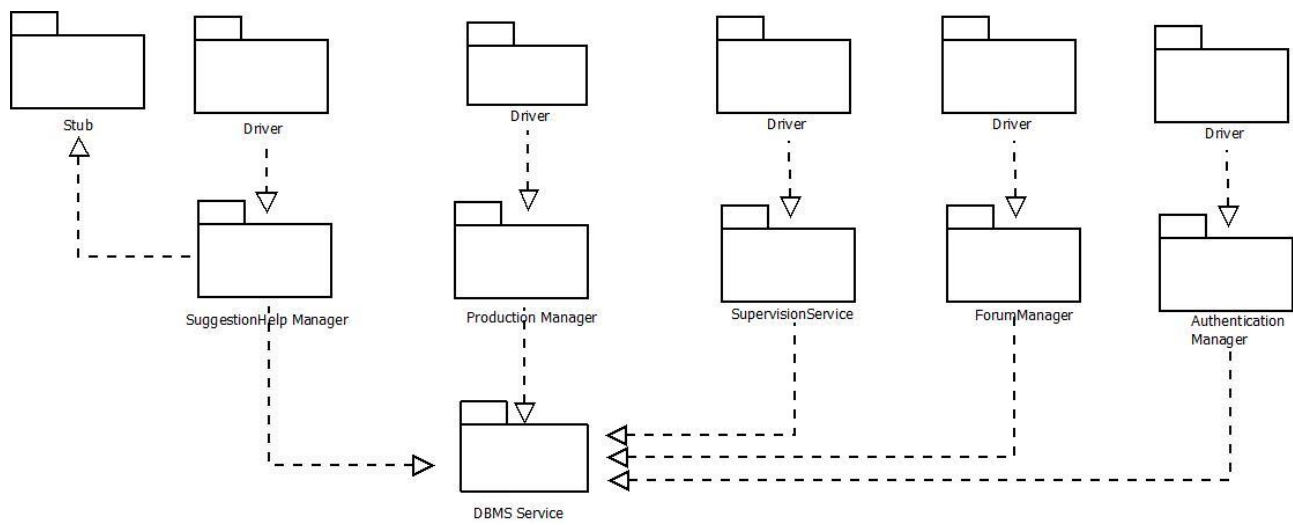 Stub
Driver
Driver
Driver
Driver
Driver
SuggestionHelp Manager
Production Manager
SupervisionService
ForumManager
Authentication
Manager
DBMS Service